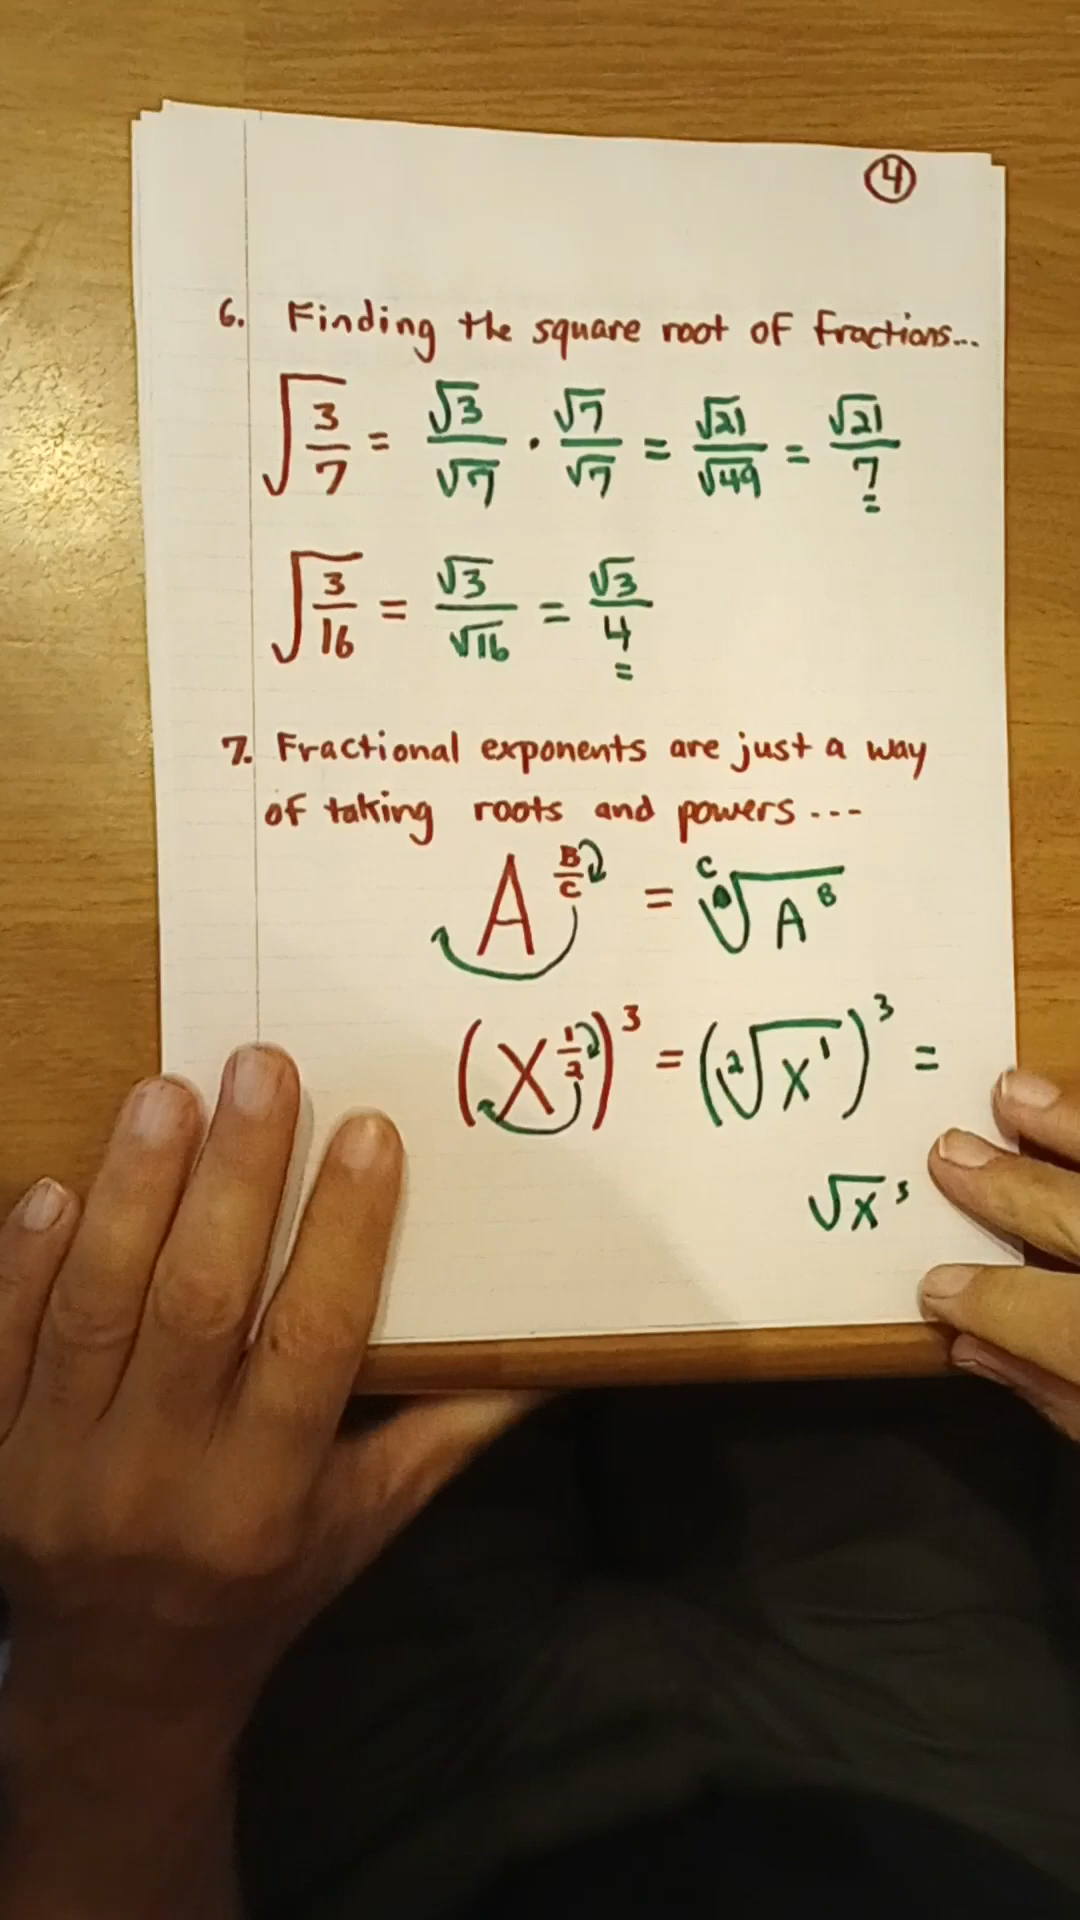 4
6. Finding the square root of fractions...
√(3/7) = √3/√7 · √7/√7 = √21/√49 = √21/7
√(3/16) = √3/√16 = √3/4
7. Fractional exponents are just a way
of taking roots and powers...
A^(B/C) = ᶜ√(A^B)
(X^(1/2))^3 = (²√(X^1))^3 =
√X^3